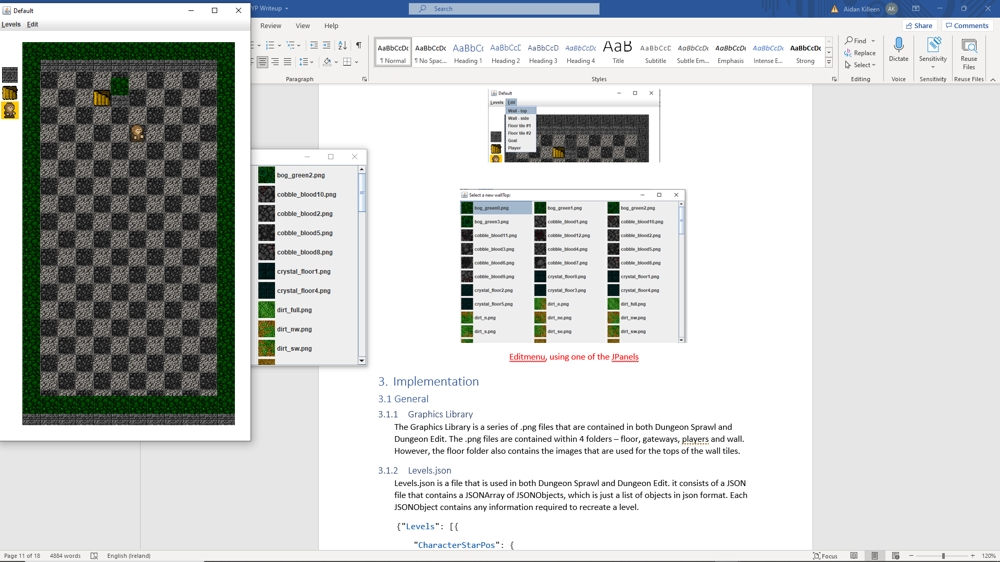 Default
Levels Edit
YP Writeup
Search
Aidan Killeen AK
Review View Help
Share Comments
AaBbCcDc AaBbCcDc AaBbC AaBbCcD AaBbCcD AaBbCcDc AaB AaBbCcD AaBbCcDc AaBbCcDc AaBbCcDc AaBbCcDc
¶ Normal ¶ No Spac... Heading 1 Heading 2 Heading 3 Heading 4 Title Subtitle Subtle Em... Emphasis Intense E... Strong
Find
Replace
Select
Dictate
Sensitivity
Reuse
Files
Paragraph Styles Editing Voice Sensitivity Reuse Files
bog_green2.png
cobble_blood10.png
cobble_blood2.png
cobble_blood5.png
cobble_blood8.png
crystal_floor1.png
crystal_floor4.png
dirt_full.png
dirt_nw.png
dirt_sw.png
Default
Levels Edit
Wall - top
Wall - side
Floor tile #1
Floor tile #2
Goal
Player
Select a new wallTop:
bog_green0.png bog_green1.png bog_green2.png
bog_green3.png cobble_blood1.png cobble_blood10.png
cobble_blood11.png cobble_blood12.png cobble_blood2.png
cobble_blood3.png cobble_blood4.png cobble_blood5.png
cobble_blood6.png cobble_blood7.png cobble_blood8.png
cobble_blood9.png crystal_floor0.png crystal_floor1.png
crystal_floor2.png crystal_floor3.png crystal_floor4.png
crystal_floor5.png dirt_e.png dirt_full.png
dirt_n.png dirt_ne.png dirt_nw.png
dirt_s.png dirt_se.png dirt_sw.png
Editmenu, using one of the JPanels
3. Implementation
3.1 General
3.1.1 Graphics Library
The Graphics Library is a series of .png files that are contained in both Dungeon Sprawl and
Dungeon Edit. The .png files are contained within 4 folders – floor, gateways, players and wall.
However, the floor folder also contains the images that are used for the tops of the wall tiles.
3.1.2 Levels.json
Levels.json is a file that is used in both Dungeon Sprawl and Dungeon Edit. it consists of a JSON
file that contains a JSONArray of JSONObjects, which is just a list of objects in json format. Each
JSONObject contains any information required to recreate a level.
{"Levels": [{
"CharacterStarPos": {
Page 11 of 18 4884 words English (Ireland) Focus 120%